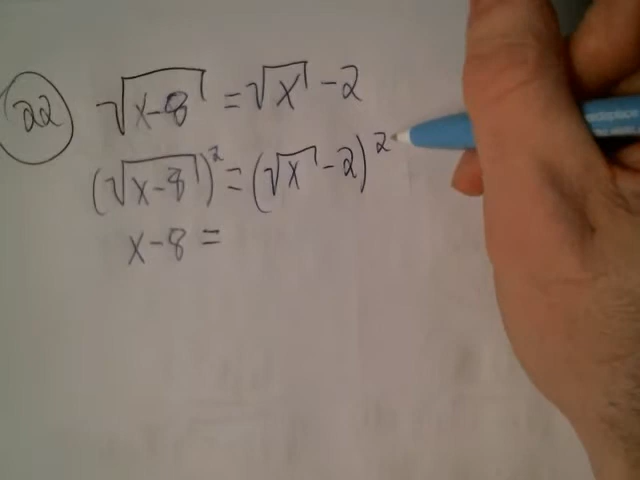 22 √x-8 = √x - 2
(√x-8)² = (√x - 2)²
x-8 =